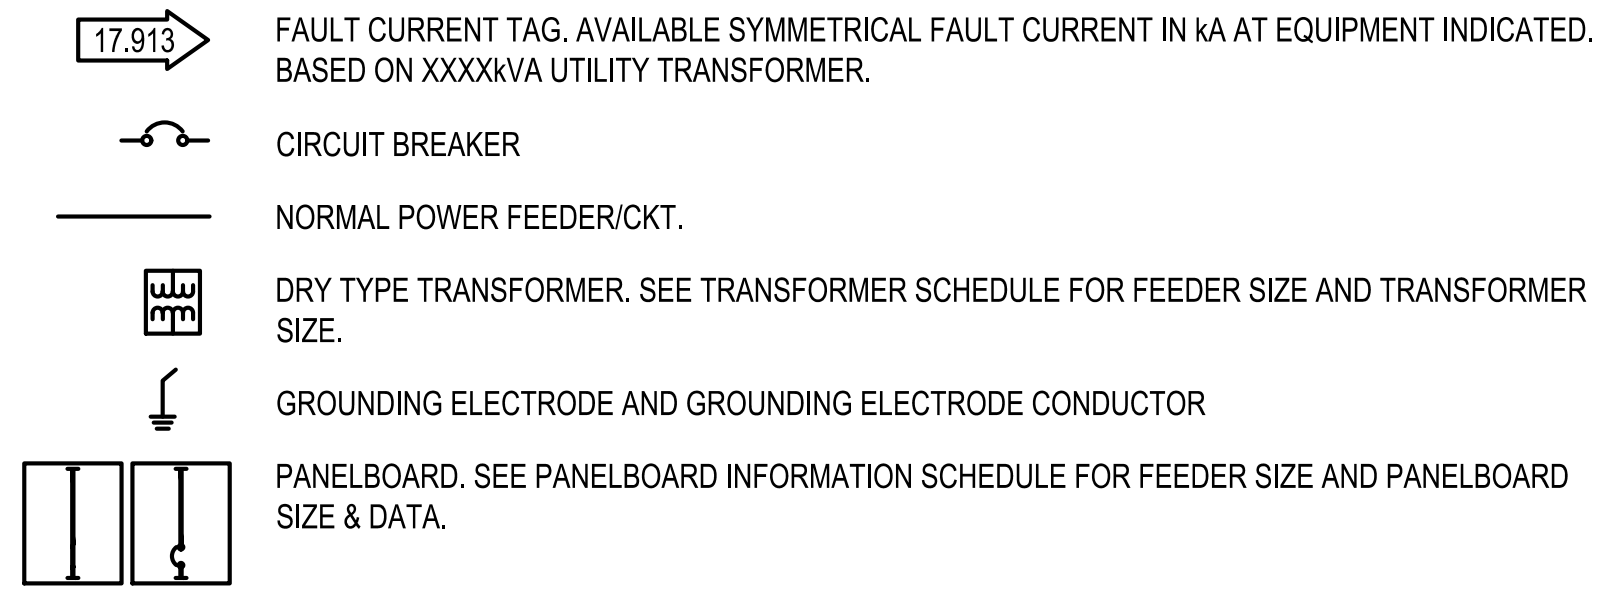 17.913
FAULT CURRENT TAG. AVAILABLE SYMMETRICAL FAULT CURRENT IN kA AT EQUIPMENT INDICATED.
BASED ON XXXXkVA UTILITY TRANSFORMER.
CIRCUIT BREAKER
NORMAL POWER FEEDER/CKT.
DRY TYPE TRANSFORMER. SEE TRANSFORMER SCHEDULE FOR FEEDER SIZE AND TRANSFORMER
SIZE.
GROUNDING ELECTRODE AND GROUNDING ELECTRODE CONDUCTOR
PANELBOARD. SEE PANELBOARD INFORMATION SCHEDULE FOR FEEDER SIZE AND PANELBOARD
SIZE & DATA.